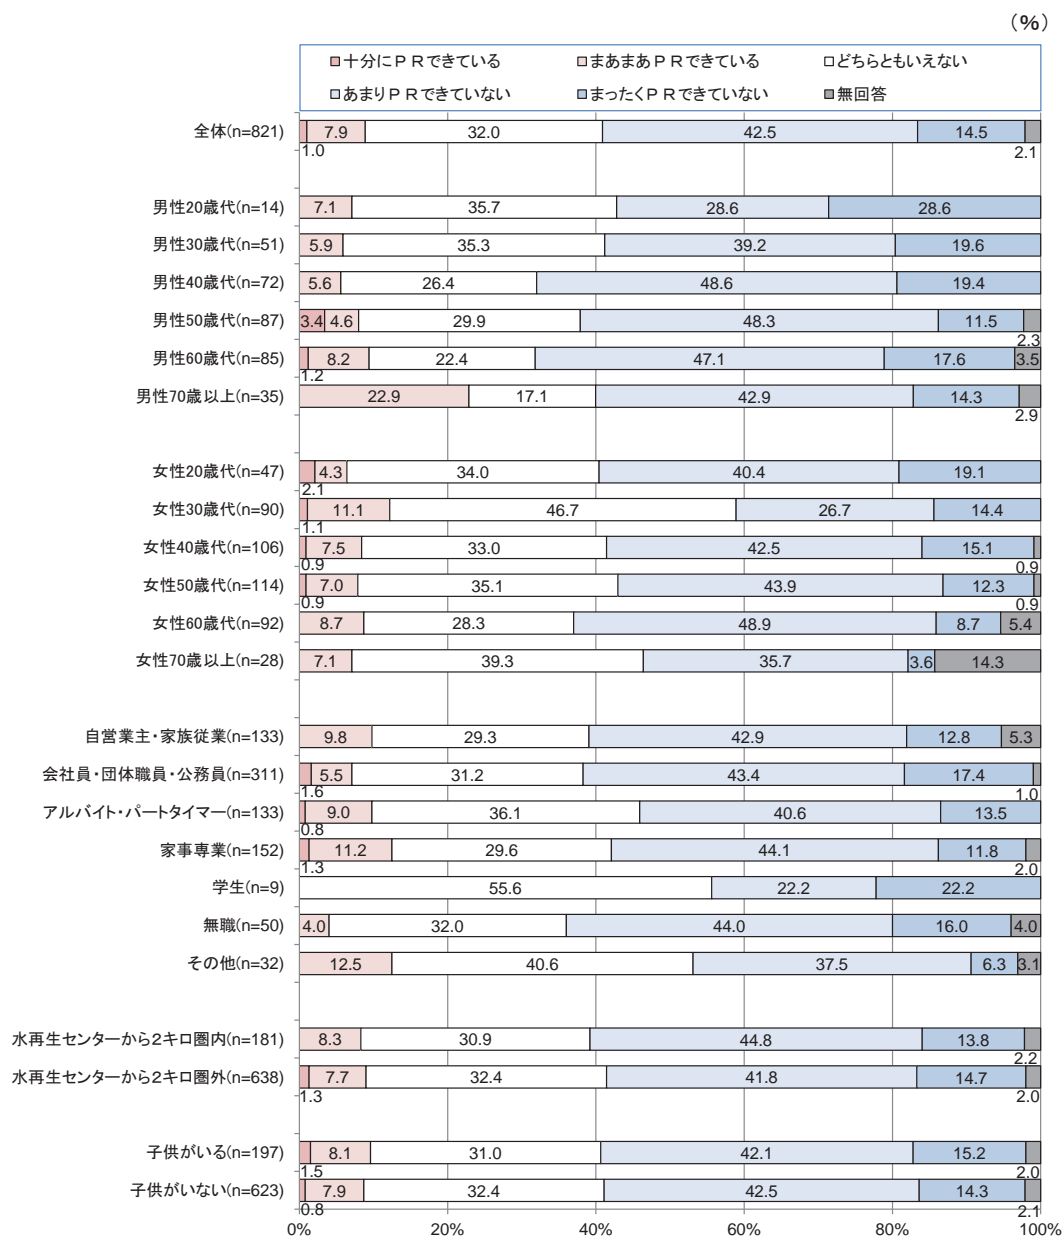 （%）
十分にＰＲできている まあまあＰＲできている どちらともいえない
あまりＰＲできていない まったくＰＲできていない 無回答
全体(n=821) 7.9 32.0 42.5 14.5
1.0 2.1
男性20歳代(n=14) 7.1 35.7 28.6 28.6
男性30歳代(n=51) 5.9 35.3 39.2 19.6
男性40歳代(n=72) 5.6 26.4 48.6 19.4
男性50歳代(n=87) 3.4 4.6 29.9 48.3 11.5
2.3
男性60歳代(n=85) 8.2 22.4 47.1 17.6 3.5
1.2
男性70歳以上(n=35) 22.9 17.1 42.9 14.3
2.9
女性20歳代(n=47) 4.3 34.0 40.4 19.1
2.1
女性30歳代(n=90) 11.1 46.7 26.7 14.4
1.1
女性40歳代(n=106) 7.5 33.0 42.5 15.1
0.9 0.9
女性50歳代(n=114) 7.0 35.1 43.9 12.3
0.9 0.9
女性60歳代(n=92) 8.7 28.3 48.9 8.7 5.4
女性70歳以上(n=28) 7.1 39.3 35.7 3.6 14.3
自営業主・家族従業(n=133) 9.8 29.3 42.9 12.8 5.3
会社員・団体職員・公務員(n=311) 5.5 31.2 43.4 17.4
1.6 1.0
アルバイト・パートタイマー(n=133) 9.0 36.1 40.6 13.5
0.8
家事専業(n=152) 11.2 29.6 44.1 11.8
1.3 2.0
学生(n=9) 55.6 22.2 22.2
無職(n=50) 4.0 32.0 44.0 16.0 4.0
その他(n=32) 12.5 40.6 37.5 6.3 3.1
水再生センターから2キロ圏内(n=181) 8.3 30.9 44.8 13.8
2.2
水再生センターから2キロ圏外(n=638) 7.7 32.4 41.8 14.7
1.3 2.0
子供がいる(n=197) 8.1 31.0 42.1 15.2
1.5 2.0
子供がいない(n=623) 7.9 32.4 42.5 14.3
0.8 2.1
0% 20% 40% 60% 80% 100%